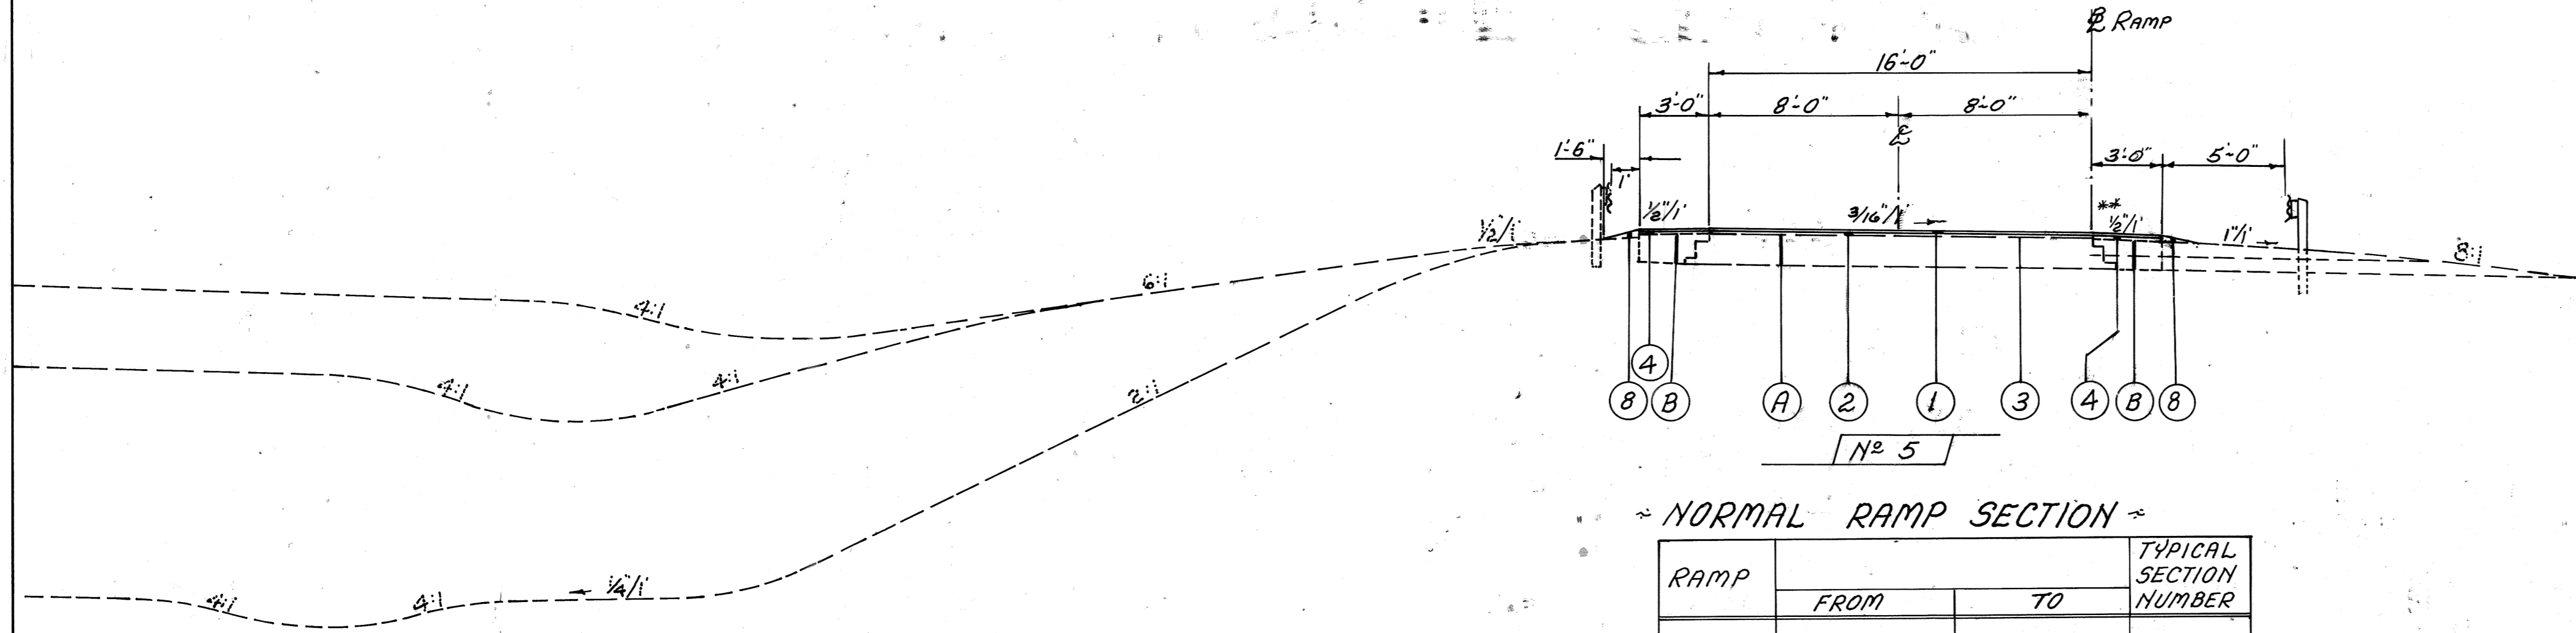 ℄ RAMP
16'-0"
3'-0" 8'-0" 8'-0"
℄
1'-6" 3'-0" 5'-0"
1'
1/2"/1' 1/2"/1' 3/16"/1' ** 1/2"/1' 1"/1' 8:1
4:1 6:1
4:1 4:1 2:1
4
8 B A 2 1 3 4 B 8
Nº 5
~ NORMAL RAMP SECTION ~
RAMP
TYPICAL
SECTION
NUMBER
FROM TO
4:1 4:1 1/4"/1'